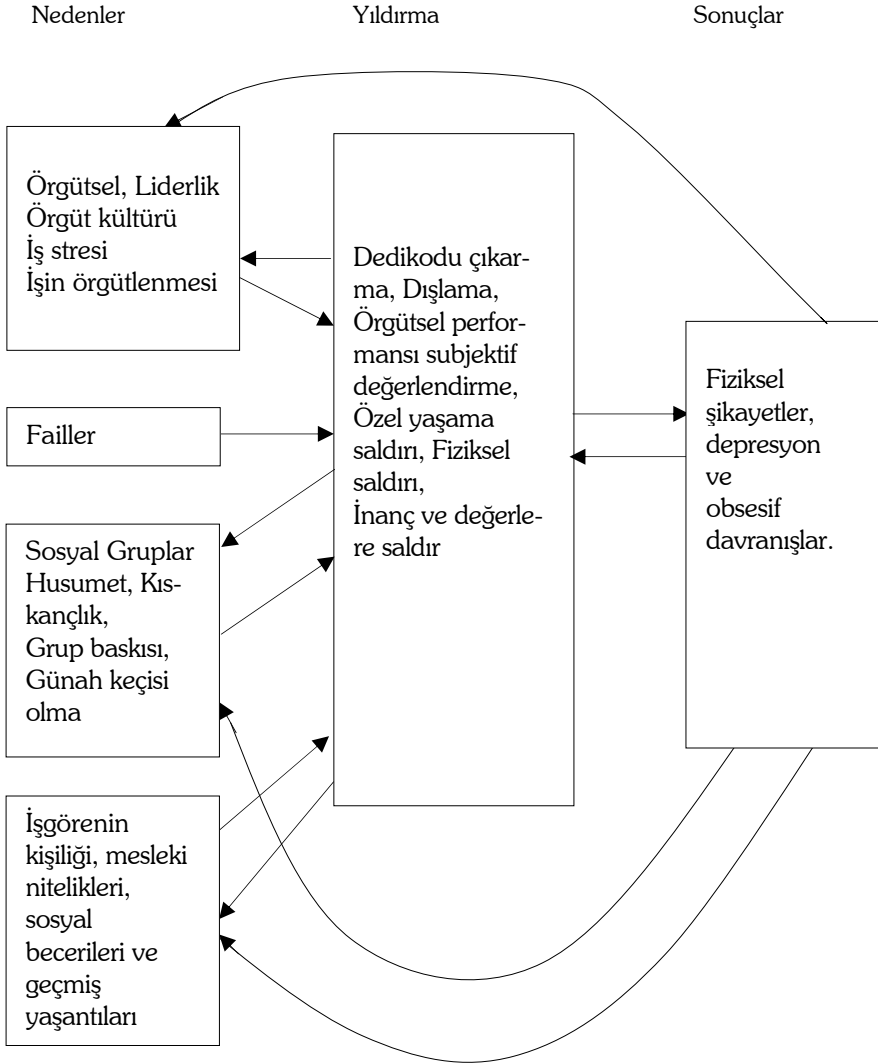 Nedenler
Yıldırma
Sonuçlar
Örgütsel, Liderlik
Örgüt kültürü
İş stresi
İşin örgütlenmesi
Failler
Sosyal Gruplar
Husumet, Kıs-
kançlık,
Grup baskısı,
Günah keçisi
olma
İşgörenin
kişiliği, mesleki
nitelikleri,
sosyal
becerileri ve
geçmiş
yaşantıları
Dedikodu çıkar-
ma, Dışlama,
Örgütsel perfor-
mansı subjektif
değerlendirme,
Özel yaşama
saldırı, Fiziksel
saldırı,
İnanç ve değerle-
re saldır
Fiziksel
şikayetler,
depresyon
ve
obsesif
davranışlar.